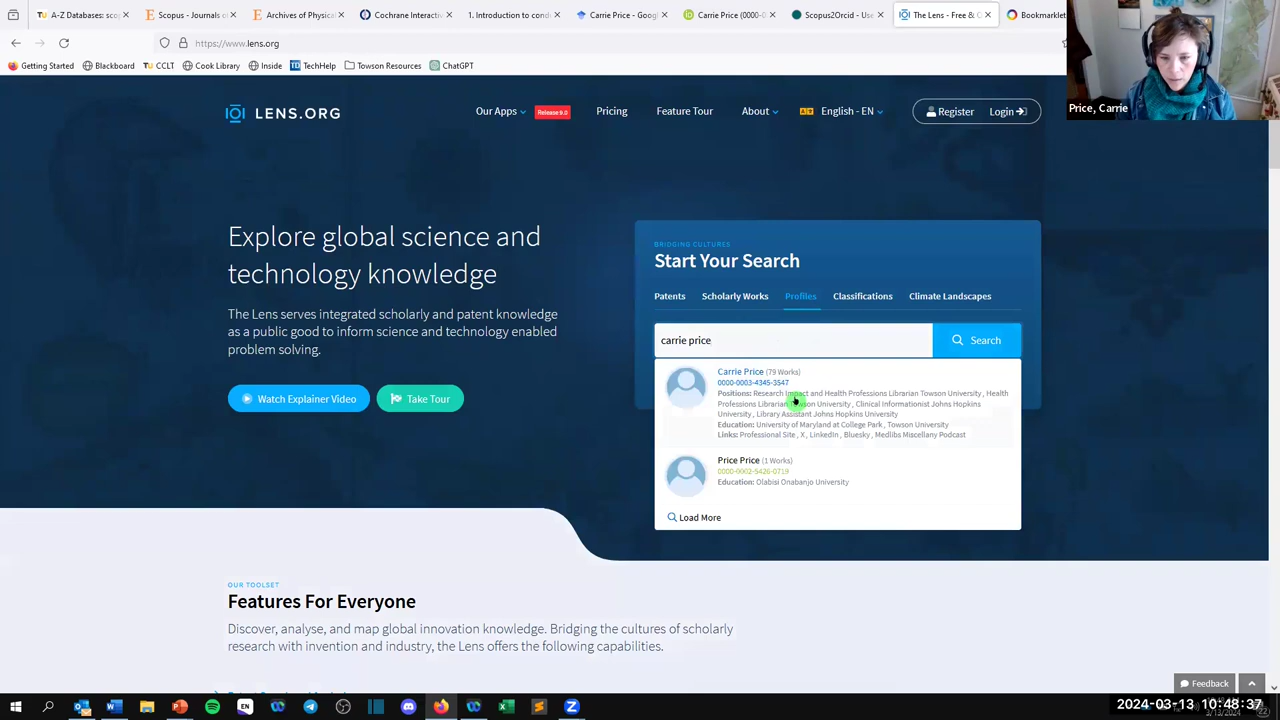 A-Z Databases: scop
Scopus - Journals of
Archives of Physical
Cochrane Interactiv
1. Introduction to cond
Carrie Price - Googl
Carrie Price (0000-0
Scopus2Orcid - Use
The Lens - Free & O
Bookmarklet
https://www.lens.org
Getting Started
Blackboard
CCLT
Cook Library
Inside
TechHelp
Towson Resources
ChatGPT
Price, Carrie
LENS.ORG
Our Apps
Release 9.0
Pricing
Feature Tour
About
English - EN
Register
Login
Explore global science and
technology knowledge
The Lens serves integrated scholarly and patent knowledge
as a public good to inform science and technology enabled
problem solving.
Watch Explainer Video
Take Tour
BRIDGING CULTURES
Start Your Search
Patents
Scholarly Works
Profiles
Classifications
Climate Landscapes
carrie price
Search
Carrie Price (79 Works)
0000-0003-4345-3547
Positions: Research Impact and Health Professions Librarian Towson University, Health
Professions Librarian Towson University, Clinical Informationist Johns Hopkins
University, Library Assistant Johns Hopkins University
Education: University of Maryland at College Park, Towson University
Links: Professional Site, X, LinkedIn, Bluesky, Medlibs Miscellany Podcast
Price Price (1 Works)
0000-0002-5426-0719
Education: Olabisi Onabanjo University
Load More
OUR TOOLSET
Features For Everyone
Discover, analyse, and map global innovation knowledge. Bridging the cultures of scholarly
research with invention and industry, the Lens offers the following capabilities.
Feedback
2024-03-13 10:48:37